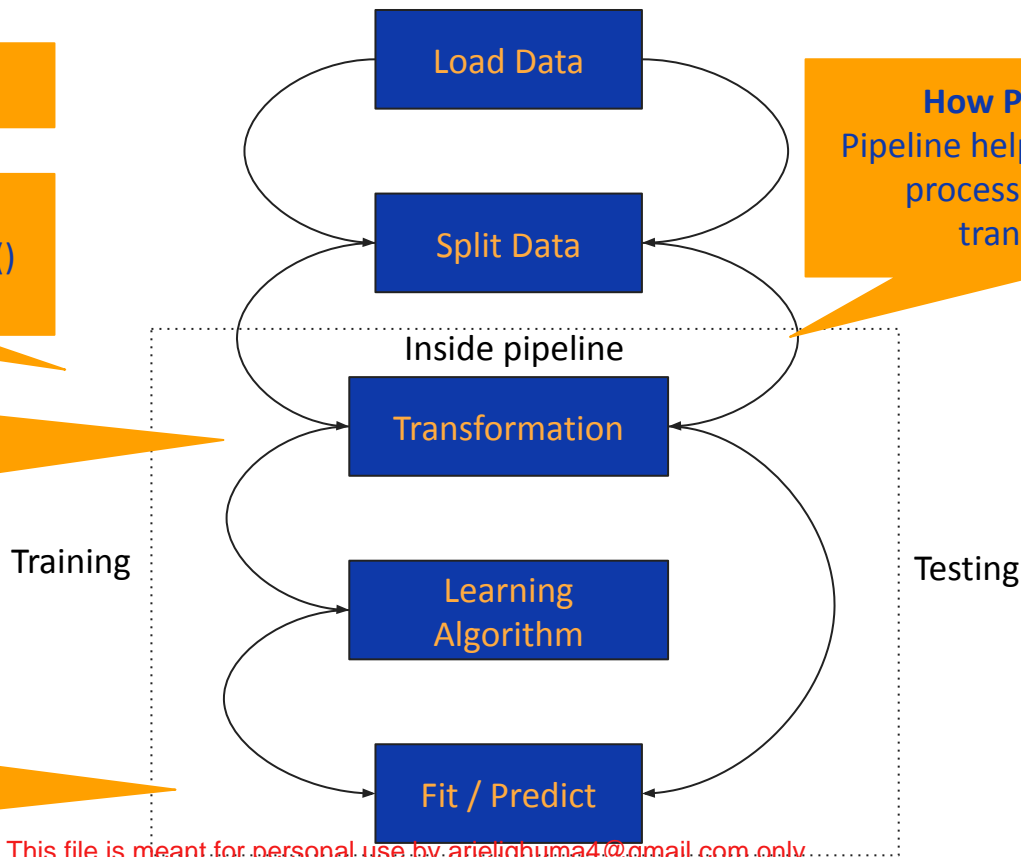 Load Data
How P
Pipeline help
process
tran
()
Split Data
Inside pipeline
Transformation
Training
Testing
Learning
Algorithm
Fit / Predict
This file is meant for personal use by arielighuma4@gmail.com only